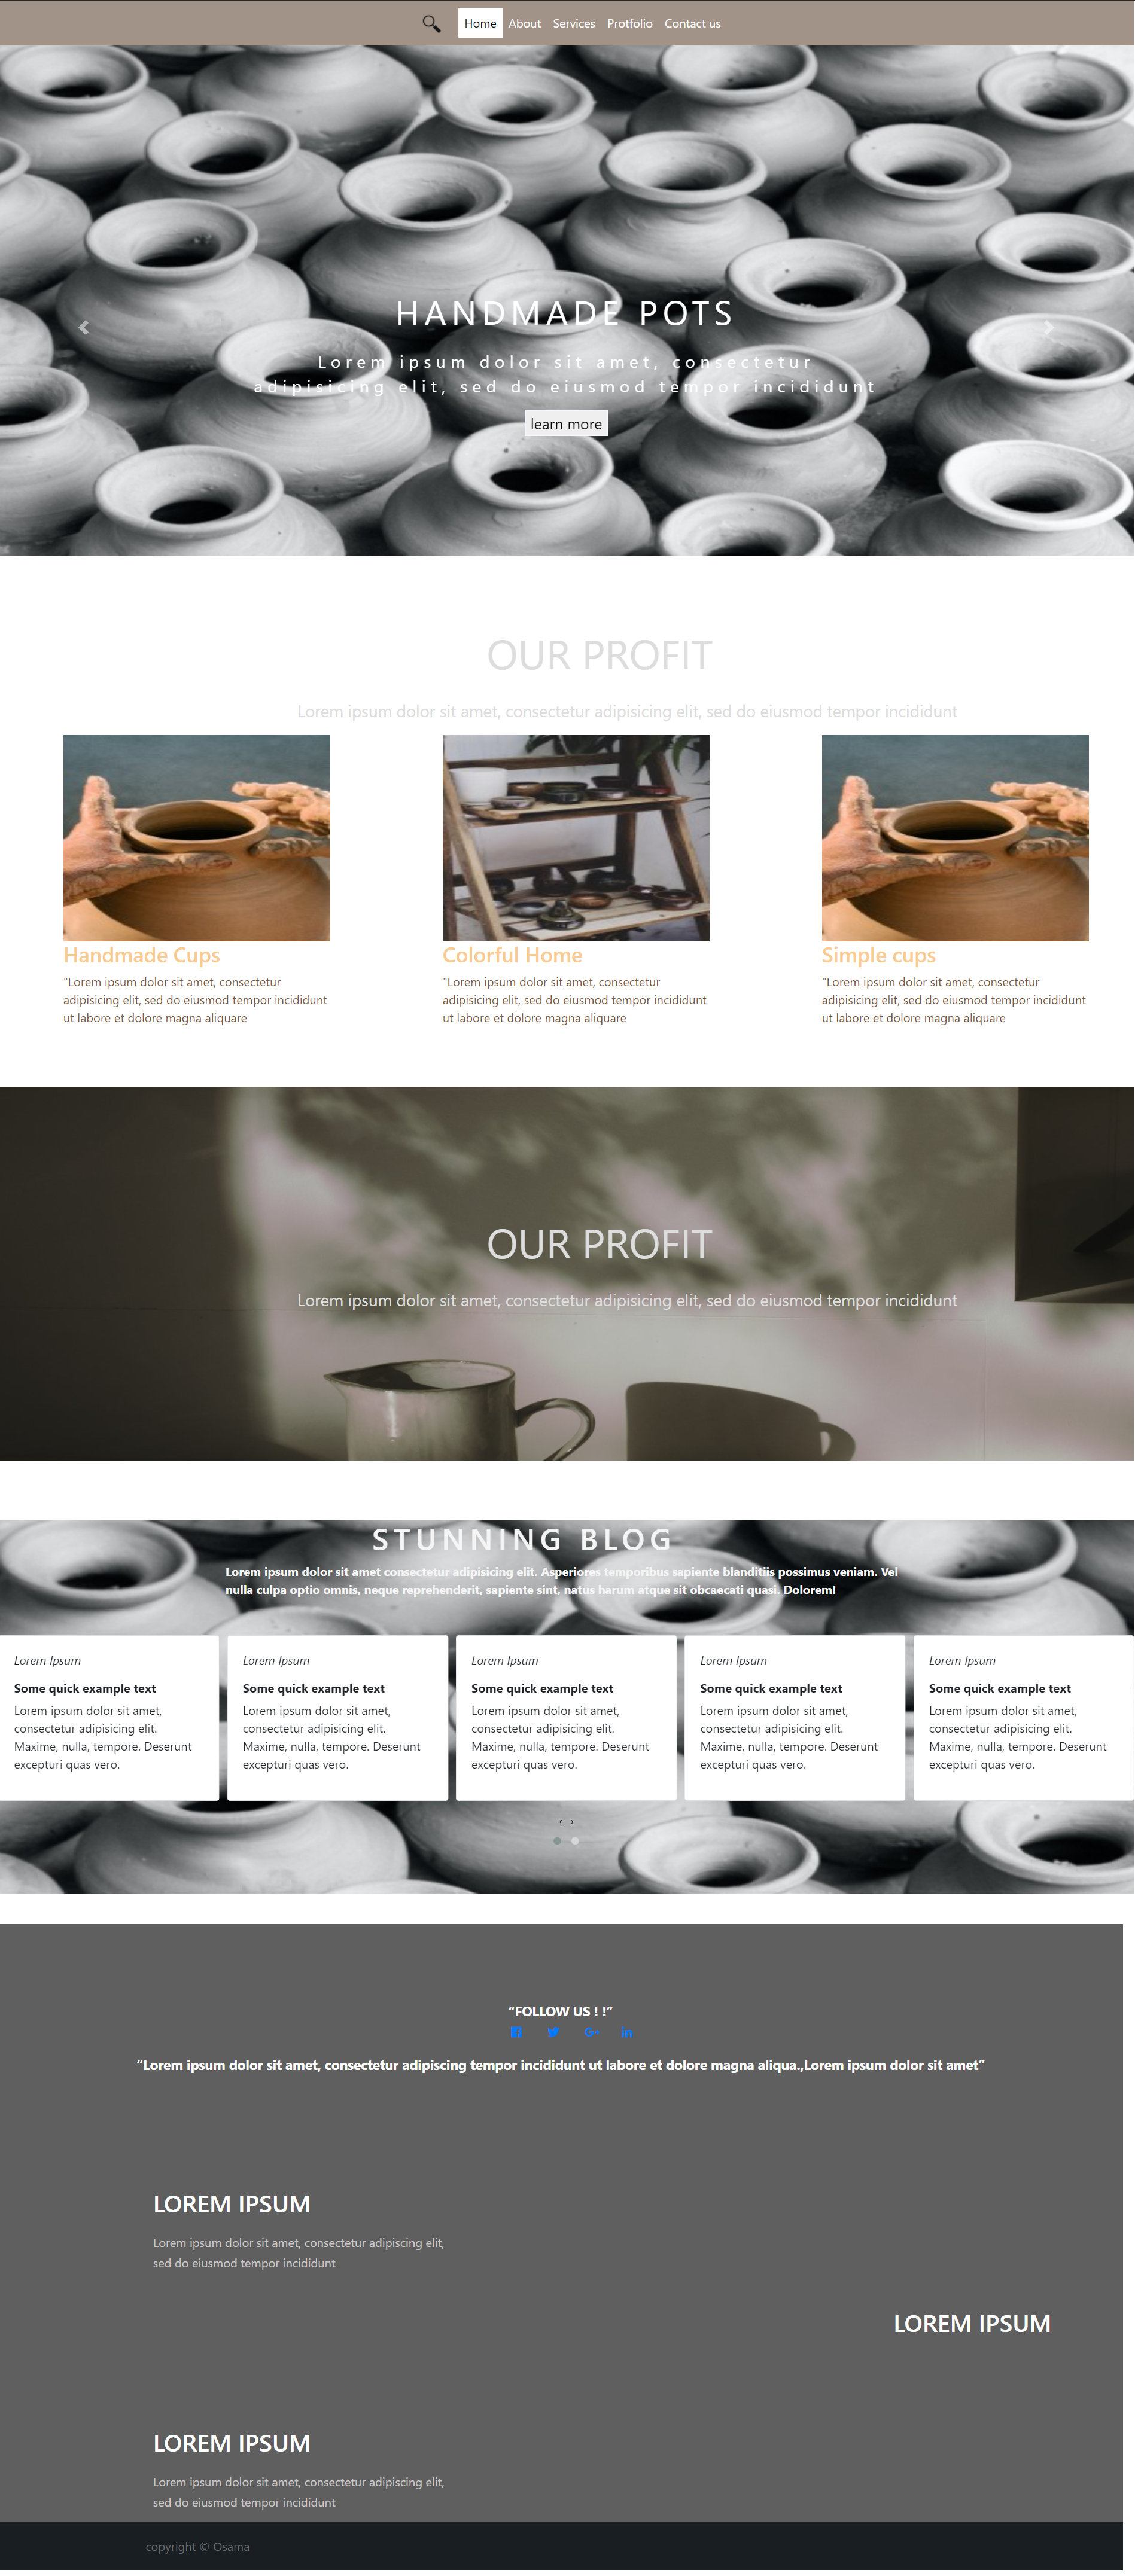 Home About Services Protfolio Contact us
HANDMADE POTS
Lorem ipsum dolor sit amet, consectetur
adipisicing elit, sed do eiusmod tempor incididunt
learn more
OUR PROFIT
Lorem ipsum dolor sit amet, consectetur adipisicing elit, sed do eiusmod tempor incididunt
Handmade Cups
"Lorem ipsum dolor sit amet, consectetur
adipisicing elit, sed do eiusmod tempor incididunt
ut labore et dolore magna aliquare
Colorful Home
"Lorem ipsum dolor sit amet, consectetur
adipisicing elit, sed do eiusmod tempor incididunt
ut labore et dolore magna aliquare
Simple cups
"Lorem ipsum dolor sit amet, consectetur
adipisicing elit, sed do eiusmod tempor incididunt
ut labore et dolore magna aliquare
OUR PROFIT
Lorem ipsum dolor sit amet, consectetur adipisicing elit, sed do eiusmod tempor incididunt
STUNNING BLOG
Lorem ipsum dolor sit amet consectetur adipisicing elit. Asperiores temporibus sapiente blanditiis possimus veniam. Vel
nulla culpa optio omnis, neque reprehenderit, sapiente sint, natus harum atque sit obcaecati quasi. Dolorem!
Lorem Ipsum
Some quick example text
Lorem ipsum dolor sit amet,
consectetur adipisicing elit.
Maxime, nulla, tempore. Deserunt
excepturi quas vero.
Lorem Ipsum
Some quick example text
Lorem ipsum dolor sit amet,
consectetur adipisicing elit.
Maxime, nulla, tempore. Deserunt
excepturi quas vero.
Lorem Ipsum
Some quick example text
Lorem ipsum dolor sit amet,
consectetur adipisicing elit.
Maxime, nulla, tempore. Deserunt
excepturi quas vero.
Lorem Ipsum
Some quick example text
Lorem ipsum dolor sit amet,
consectetur adipisicing elit.
Maxime, nulla, tempore. Deserunt
excepturi quas vero.
Lorem Ipsum
Some quick example text
Lorem ipsum dolor sit amet,
consectetur adipisicing elit.
Maxime, nulla, tempore. Deserunt
excepturi quas vero.
‹ ›
“FOLLOW US ! !”
“Lorem ipsum dolor sit amet, consectetur adipiscing tempor incididunt ut labore et dolore magna aliqua.,Lorem ipsum dolor sit amet”
LOREM IPSUM
Lorem ipsum dolor sit amet, consectetur adipiscing elit,
sed do eiusmod tempor incididunt
LOREM IPSUM
LOREM IPSUM
Lorem ipsum dolor sit amet, consectetur adipiscing elit,
sed do eiusmod tempor incididunt
copyright © Osama